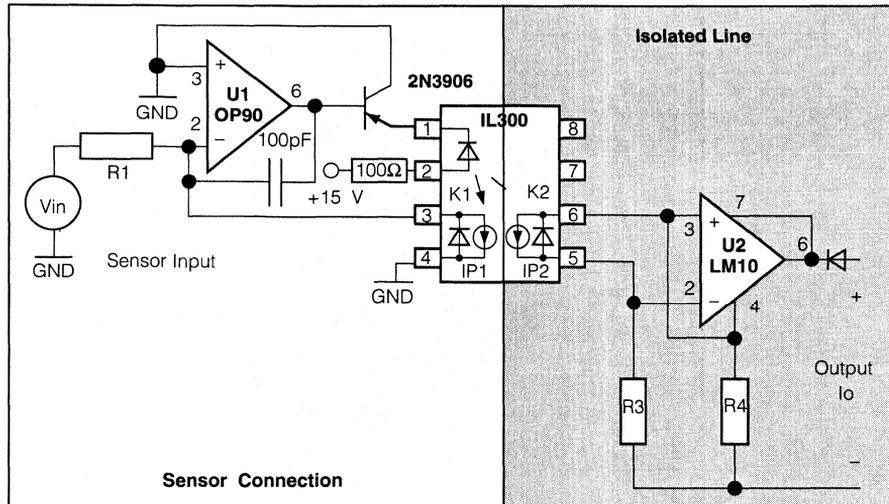 Isolated Line
3
+
6
2N3906
U1
OP90
GND
2
−
100pF
1
IL300
8
R1
+15 V
100Ω
2
7
Vin
K1
K2
3
6
GND
Sensor Input
4
IP1
IP2
5
GND
3
+
7
U2
LM10
6
2
−
4
+
Output
Io
R3
R4
−
Sensor Connection